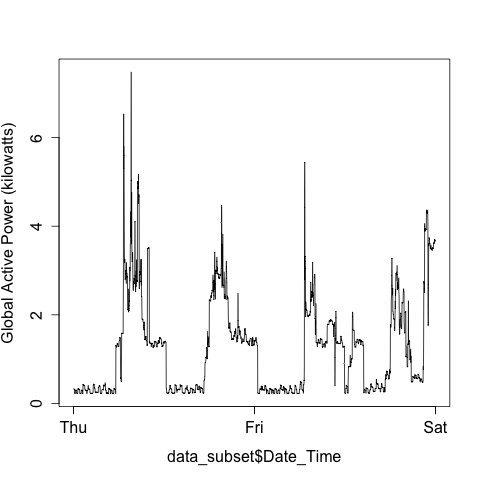 Global Active Power (kilowatts)
6
4
2
0
Thu Fri Sat
data_subset$Date_Time